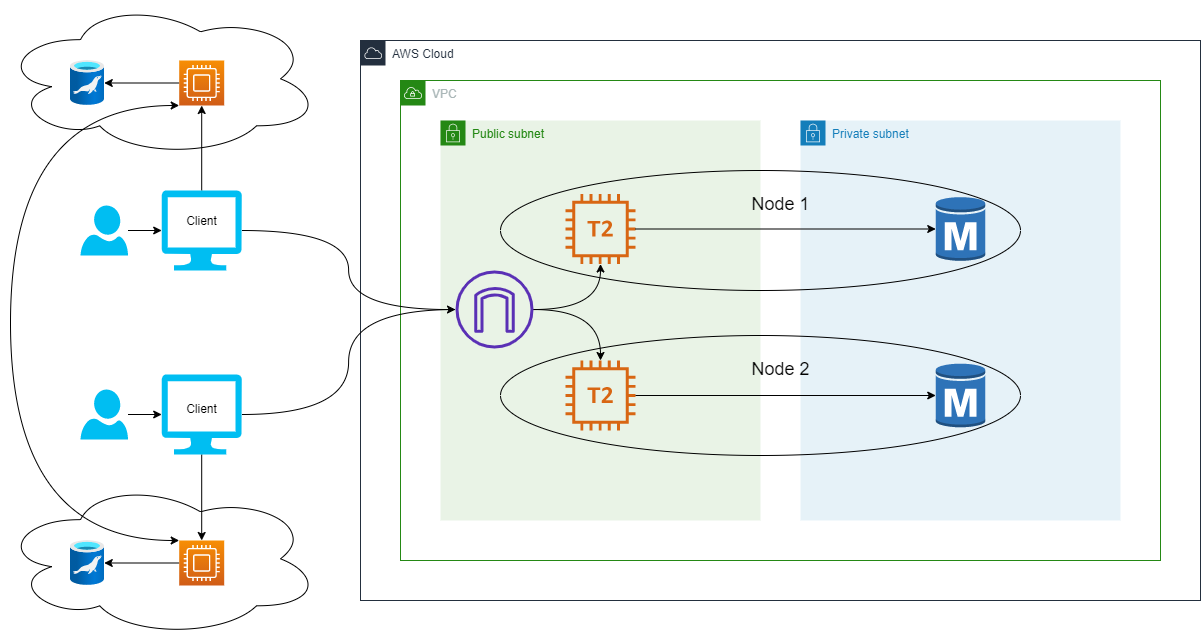 AWS Cloud
VPC
Public subnet
Private subnet
Node 1
T2
M
Client
Node 2
T2
M
Client